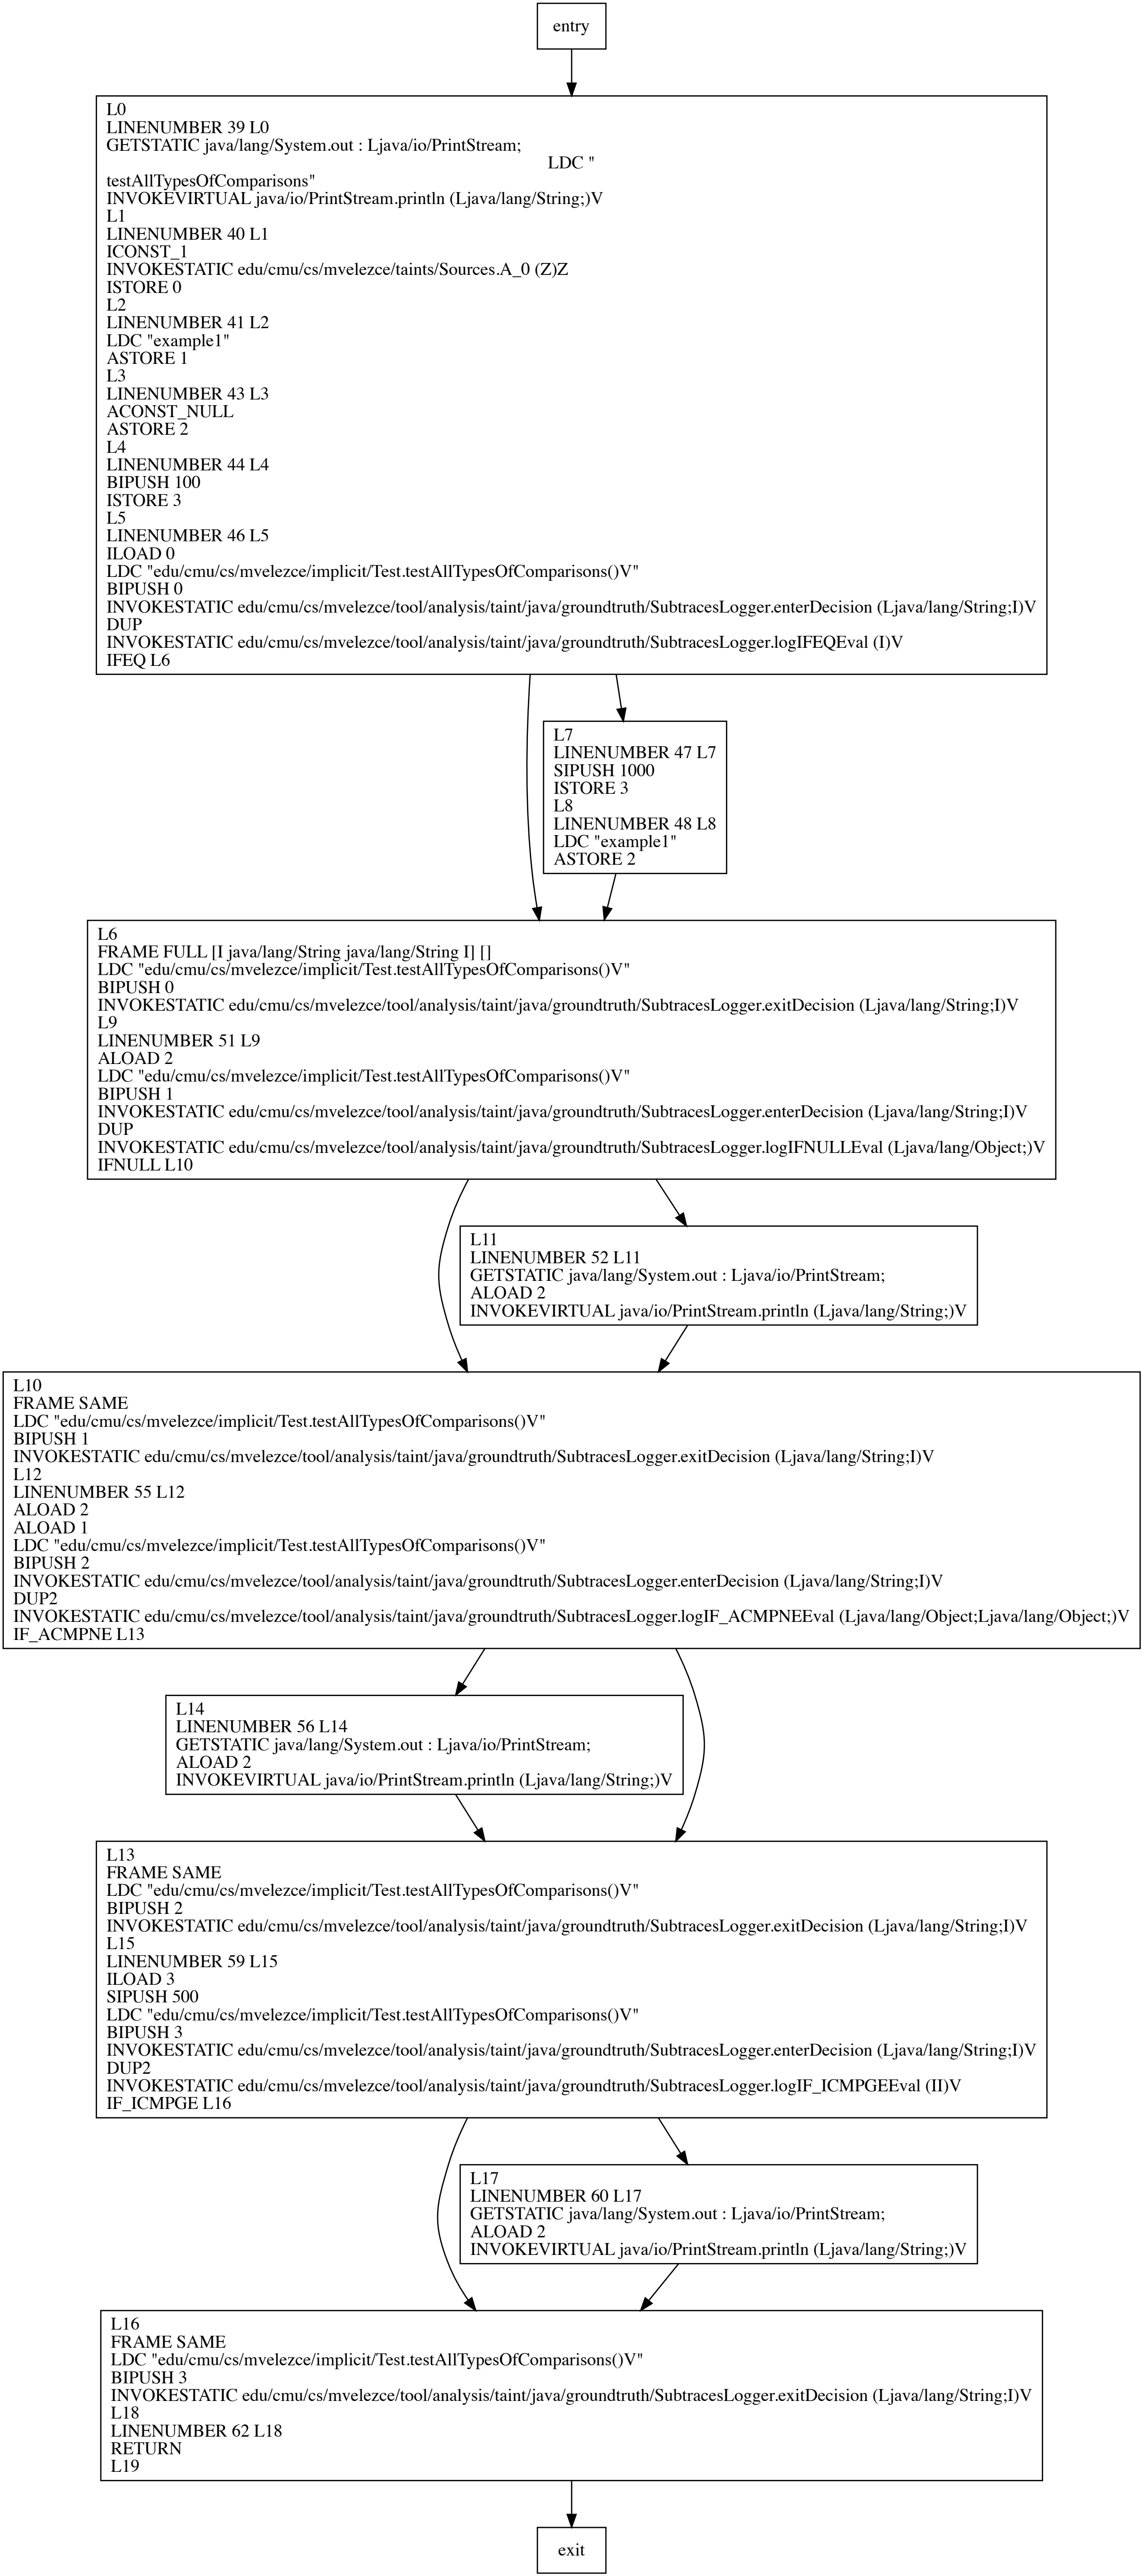 entry
L0
LINENUMBER 39 L0
GETSTATIC java/lang/System.out : Ljava/io/PrintStream;
LDC "
testAllTypesOfComparisons"
INVOKEVIRTUAL java/io/PrintStream.println (Ljava/lang/String;)V
L1
LINENUMBER 40 L1
ICONST_1
INVOKESTATIC edu/cmu/cs/mvelezce/taints/Sources.A_0 (Z)Z
ISTORE 0
L2
LINENUMBER 41 L2
LDC "example1"
ASTORE 1
L3
LINENUMBER 43 L3
ACONST_NULL
ASTORE 2
L4
LINENUMBER 44 L4
BIPUSH 100
ISTORE 3
L5
LINENUMBER 46 L5
ILOAD 0
LDC "edu/cmu/cs/mvelezce/implicit/Test.testAllTypesOfComparisons()V"
BIPUSH 0
INVOKESTATIC edu/cmu/cs/mvelezce/tool/analysis/taint/java/groundtruth/SubtracesLogger.enterDecision (Ljava/lang/String;I)V
DUP
INVOKESTATIC edu/cmu/cs/mvelezce/tool/analysis/taint/java/groundtruth/SubtracesLogger.logIFEQEval (I)V
IFEQ L6
L7
LINENUMBER 47 L7
SIPUSH 1000
ISTORE 3
L8
LINENUMBER 48 L8
LDC "example1"
ASTORE 2
L6
FRAME FULL [I java/lang/String java/lang/String I] []
LDC "edu/cmu/cs/mvelezce/implicit/Test.testAllTypesOfComparisons()V"
BIPUSH 0
INVOKESTATIC edu/cmu/cs/mvelezce/tool/analysis/taint/java/groundtruth/SubtracesLogger.exitDecision (Ljava/lang/String;I)V
L9
LINENUMBER 51 L9
ALOAD 2
LDC "edu/cmu/cs/mvelezce/implicit/Test.testAllTypesOfComparisons()V"
BIPUSH 1
INVOKESTATIC edu/cmu/cs/mvelezce/tool/analysis/taint/java/groundtruth/SubtracesLogger.enterDecision (Ljava/lang/String;I)V
DUP
INVOKESTATIC edu/cmu/cs/mvelezce/tool/analysis/taint/java/groundtruth/SubtracesLogger.logIFNULLEval (Ljava/lang/Object;)V
IFNULL L10
L11
LINENUMBER 52 L11
GETSTATIC java/lang/System.out : Ljava/io/PrintStream;
ALOAD 2
INVOKEVIRTUAL java/io/PrintStream.println (Ljava/lang/String;)V
L10
FRAME SAME
LDC "edu/cmu/cs/mvelezce/implicit/Test.testAllTypesOfComparisons()V"
BIPUSH 1
INVOKESTATIC edu/cmu/cs/mvelezce/tool/analysis/taint/java/groundtruth/SubtracesLogger.exitDecision (Ljava/lang/String;I)V
L12
LINENUMBER 55 L12
ALOAD 2
ALOAD 1
LDC "edu/cmu/cs/mvelezce/implicit/Test.testAllTypesOfComparisons()V"
BIPUSH 2
INVOKESTATIC edu/cmu/cs/mvelezce/tool/analysis/taint/java/groundtruth/SubtracesLogger.enterDecision (Ljava/lang/String;I)V
DUP2
INVOKESTATIC edu/cmu/cs/mvelezce/tool/analysis/taint/java/groundtruth/SubtracesLogger.logIF_ACMPNEEval (Ljava/lang/Object;Ljava/lang/Object;)V
IF_ACMPNE L13
L14
LINENUMBER 56 L14
GETSTATIC java/lang/System.out : Ljava/io/PrintStream;
ALOAD 2
INVOKEVIRTUAL java/io/PrintStream.println (Ljava/lang/String;)V
L13
FRAME SAME
LDC "edu/cmu/cs/mvelezce/implicit/Test.testAllTypesOfComparisons()V"
BIPUSH 2
INVOKESTATIC edu/cmu/cs/mvelezce/tool/analysis/taint/java/groundtruth/SubtracesLogger.exitDecision (Ljava/lang/String;I)V
L15
LINENUMBER 59 L15
ILOAD 3
SIPUSH 500
LDC "edu/cmu/cs/mvelezce/implicit/Test.testAllTypesOfComparisons()V"
BIPUSH 3
INVOKESTATIC edu/cmu/cs/mvelezce/tool/analysis/taint/java/groundtruth/SubtracesLogger.enterDecision (Ljava/lang/String;I)V
DUP2
INVOKESTATIC edu/cmu/cs/mvelezce/tool/analysis/taint/java/groundtruth/SubtracesLogger.logIF_ICMPGEEval (II)V
IF_ICMPGE L16
L17
LINENUMBER 60 L17
GETSTATIC java/lang/System.out : Ljava/io/PrintStream;
ALOAD 2
INVOKEVIRTUAL java/io/PrintStream.println (Ljava/lang/String;)V
L16
FRAME SAME
LDC "edu/cmu/cs/mvelezce/implicit/Test.testAllTypesOfComparisons()V"
BIPUSH 3
INVOKESTATIC edu/cmu/cs/mvelezce/tool/analysis/taint/java/groundtruth/SubtracesLogger.exitDecision (Ljava/lang/String;I)V
L18
LINENUMBER 62 L18
RETURN
L19
exit